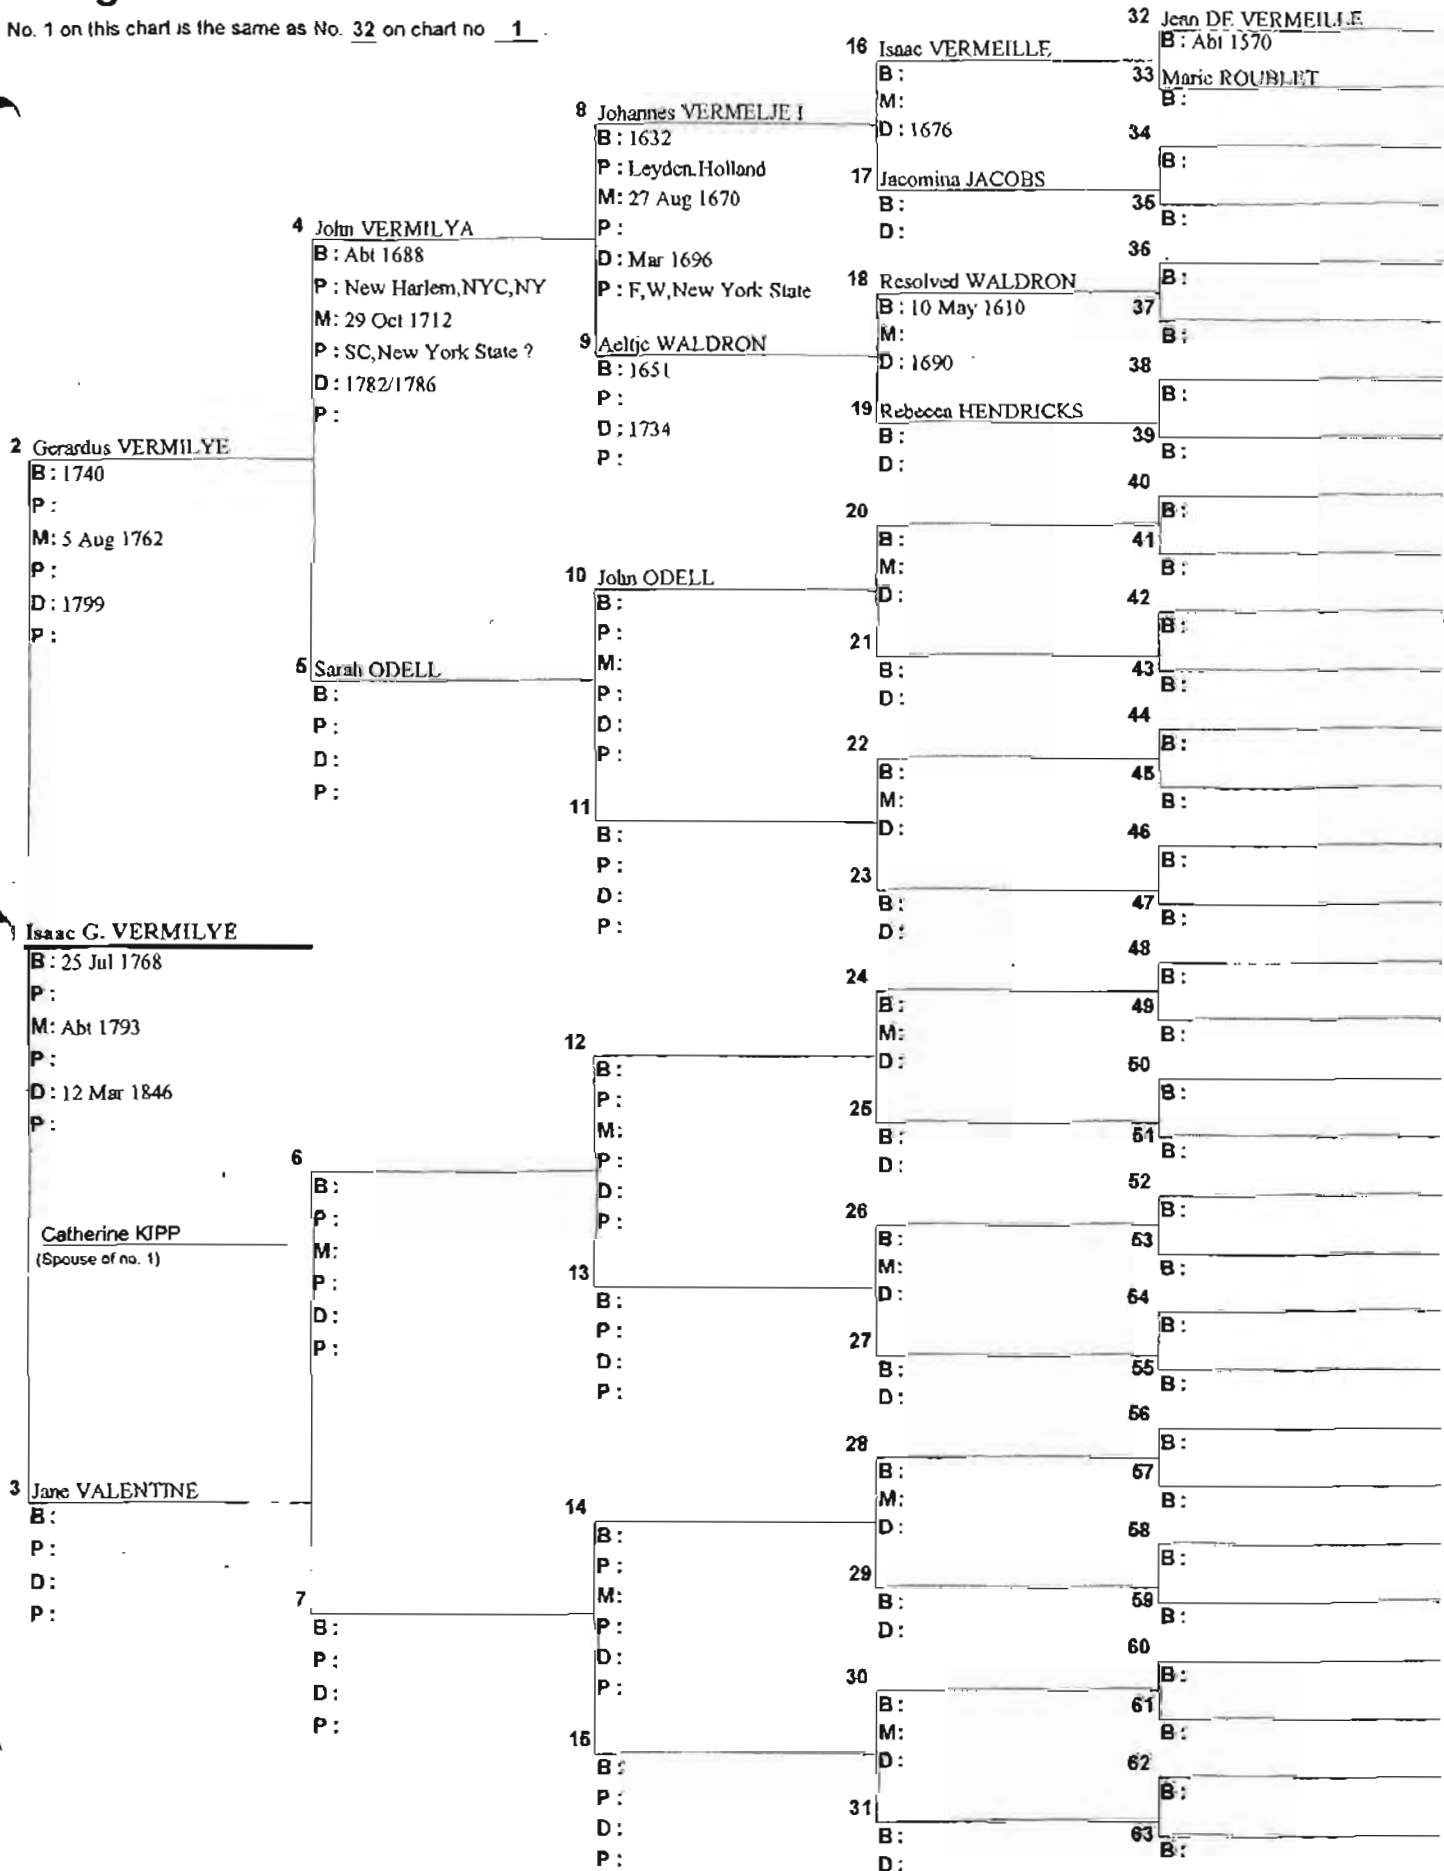 No. 1 on this chart is the same as No. 32 on chart no 1 .
1 Isaac G. VERMILYE
B : 25 Jul 1768
P :
M: Abt 1793
P :
D : 12 Mar 1846
P :
Catherine KIPP
(Spouse of no. 1)
2 Gerardus VERMILYE
B : 1740
P :
M: 5 Aug 1762
P :
D : 1799
P :
3 Jane VALENTINE
B :
P :
D :
P :
4 John VERMILYA
B : Abt 1688
P : New Harlem,NYC,NY
M: 29 Oct 1712
P : SC,New York State ?
D : 1782/1786
P :
5 Sarah ODELL
B :
P :
D :
P :
6
B :
P :
M:
P :
D :
P :
7
B :
P :
D :
P :
8 Johannes VERMELJE I
B : 1632
P : Leyden.Holland
M: 27 Aug 1670
P :
D : Mar 1696
P : F,W,New York State
9 Aeltje WALDRON
B : 1651
P :
D : 1734
P :
10 John ODELL
B :
P :
M:
P :
D :
P :
11
B :
P :
D :
P :
12
B :
P :
M:
P :
D :
P :
13
B :
P :
D :
P :
14
B :
P :
M:
P :
D :
P :
15
B :
P :
D :
P :
16 Isaac VERMEILLE
B :
M:
D : 1676
17 Jacomina JACOBS
B :
D :
18 Resolved WALDRON
B : 10 May 1610
M:
D : 1690
19 Rebecca HENDRICKS
B :
D :
20
B :
M:
D :
21
B :
D :
22
B :
M:
D :
23
B :
D :
24
B :
M:
D :
25
B :
D :
26
B :
M:
D :
27
B :
D :
28
B :
M:
D :
29
B :
D :
30
B :
M:
D :
31
B :
D :
32 Jean DE VERMEILLE
B : Abt 1570
33 Marie ROUBLET
B :
34
B :
35
B :
36
B :
37
B :
38
B :
39
B :
40
B :
41
B :
42
B :
43
B :
44
B :
45
B :
46
B :
47
B :
48
B :
49
B :
50
B :
51
B :
52
B :
53
B :
54
B :
55
B :
56
B :
57
B :
58
B :
59
B :
60
B :
61
B :
62
B :
63
B :